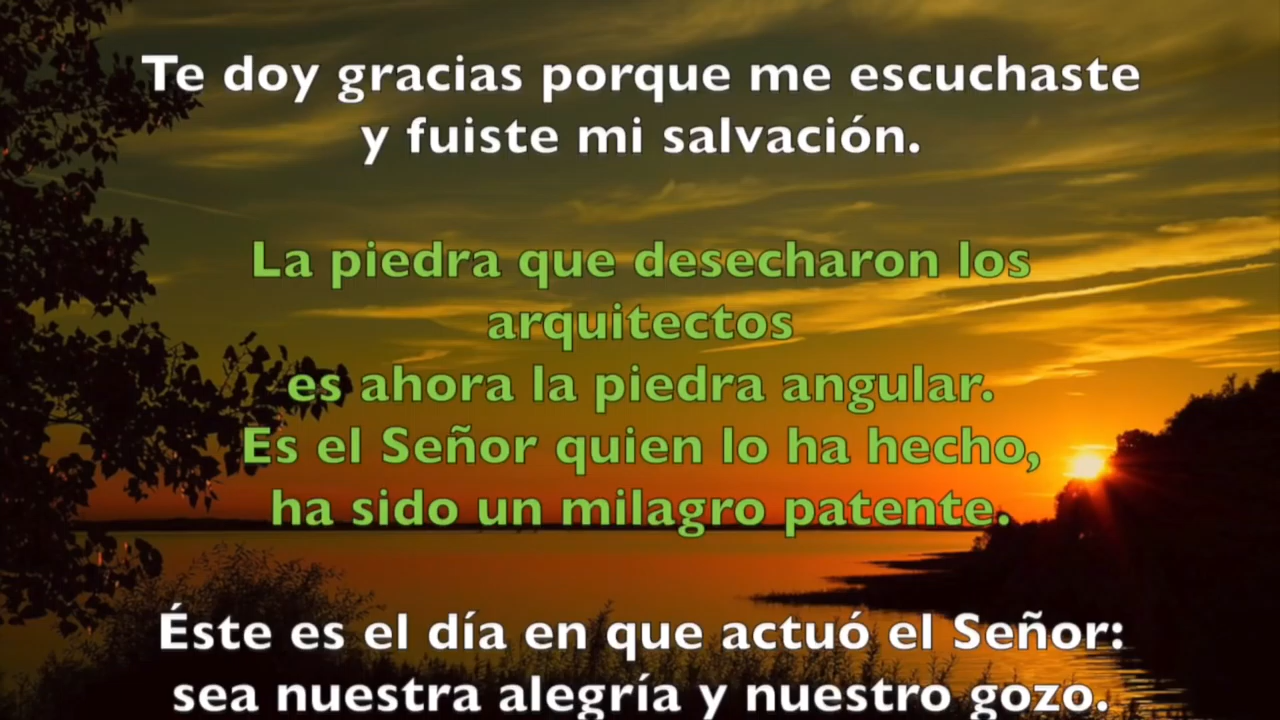 Te doy gracias porque me escuchaste
y fuiste mi salvación.
La piedra que desecharon los
arquitectos
es ahora la piedra angular.
Es el Señor quien lo ha hecho,
ha sido un milagro patente.
Éste es el día en que actuó el Señor:
sea nuestra alegría y nuestro gozo.